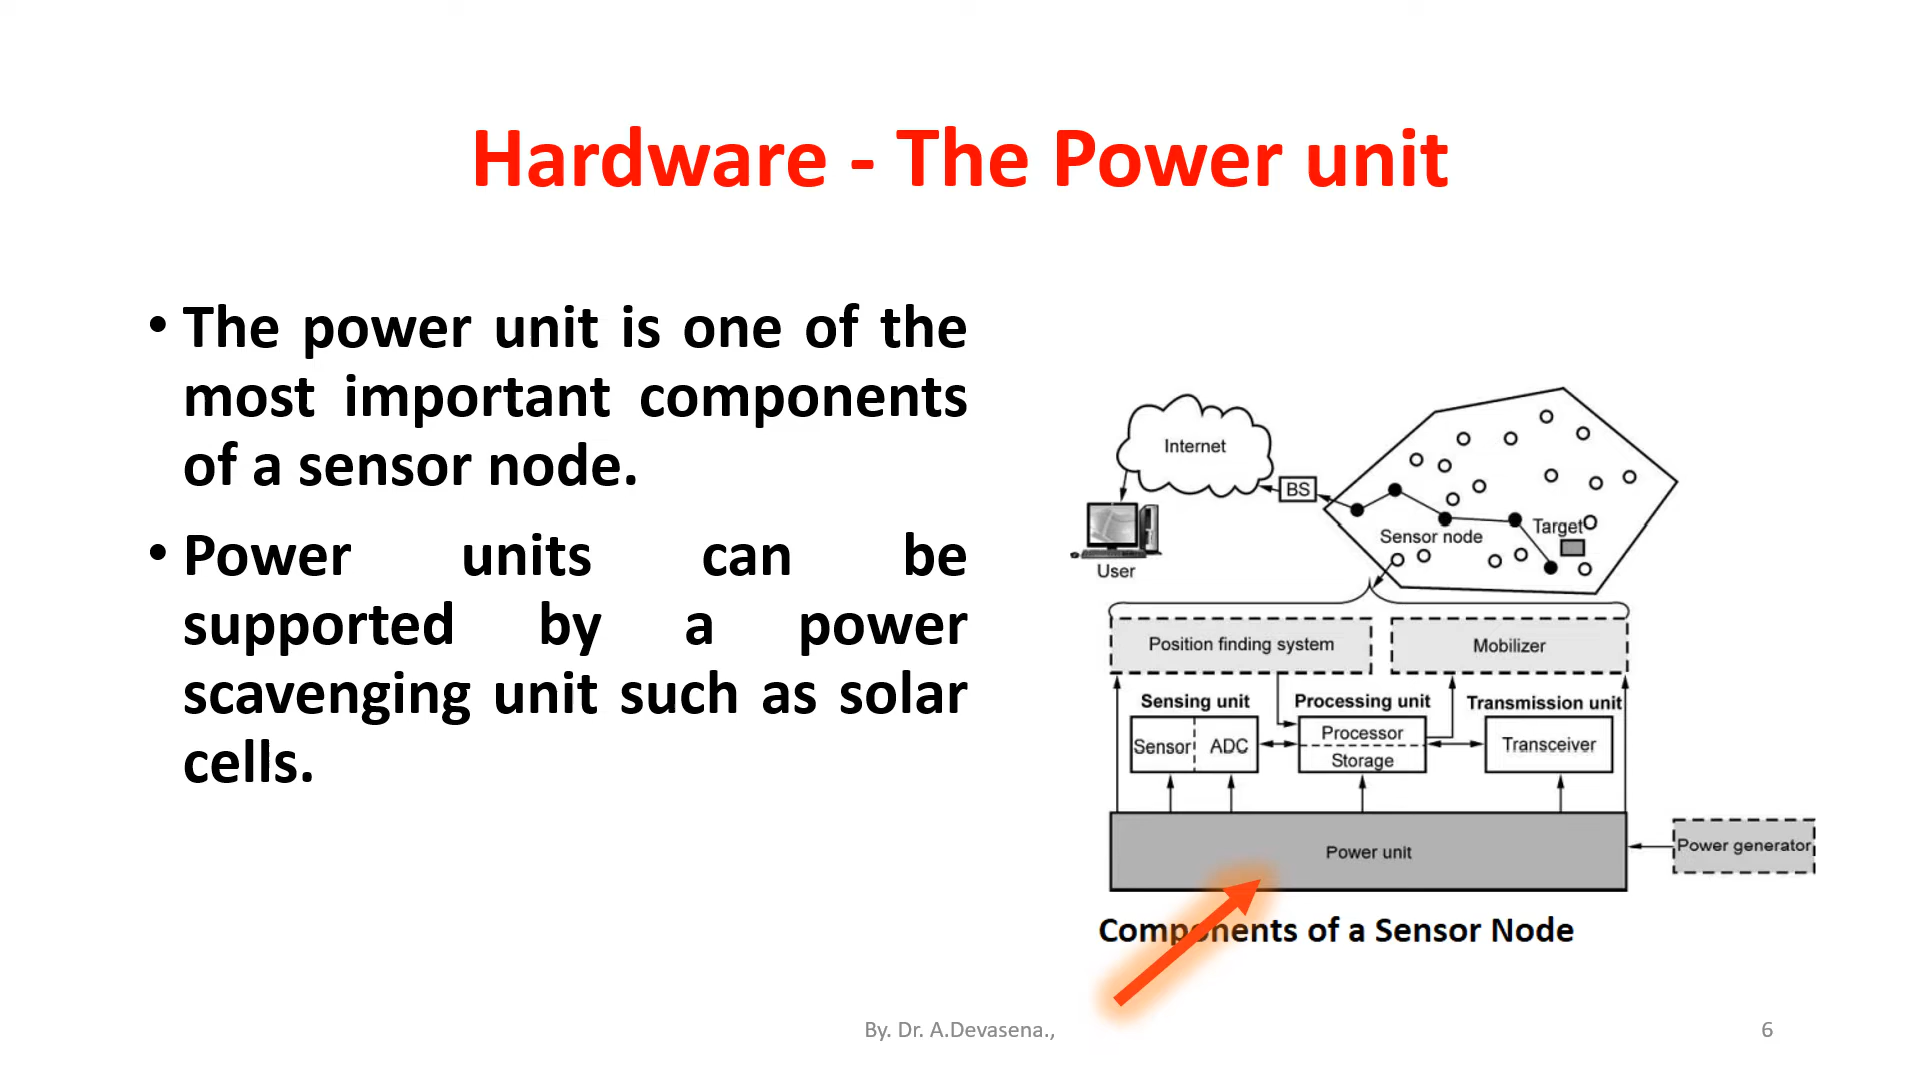 Hardware - The Power unit
• The power unit is one of the
most important components
of a sensor node.
• Power units can be
supported by a power
scavenging unit such as solar
cells.
Internet
BS
User
Sensor node
Target
Position finding system
Mobilizer
Sensing unit
Processing unit
Transmission unit
Sensor
ADC
Processor
Storage
Transceiver
Power unit
Power generator
Components of a Sensor Node
By. Dr. A.Devasena.,
6